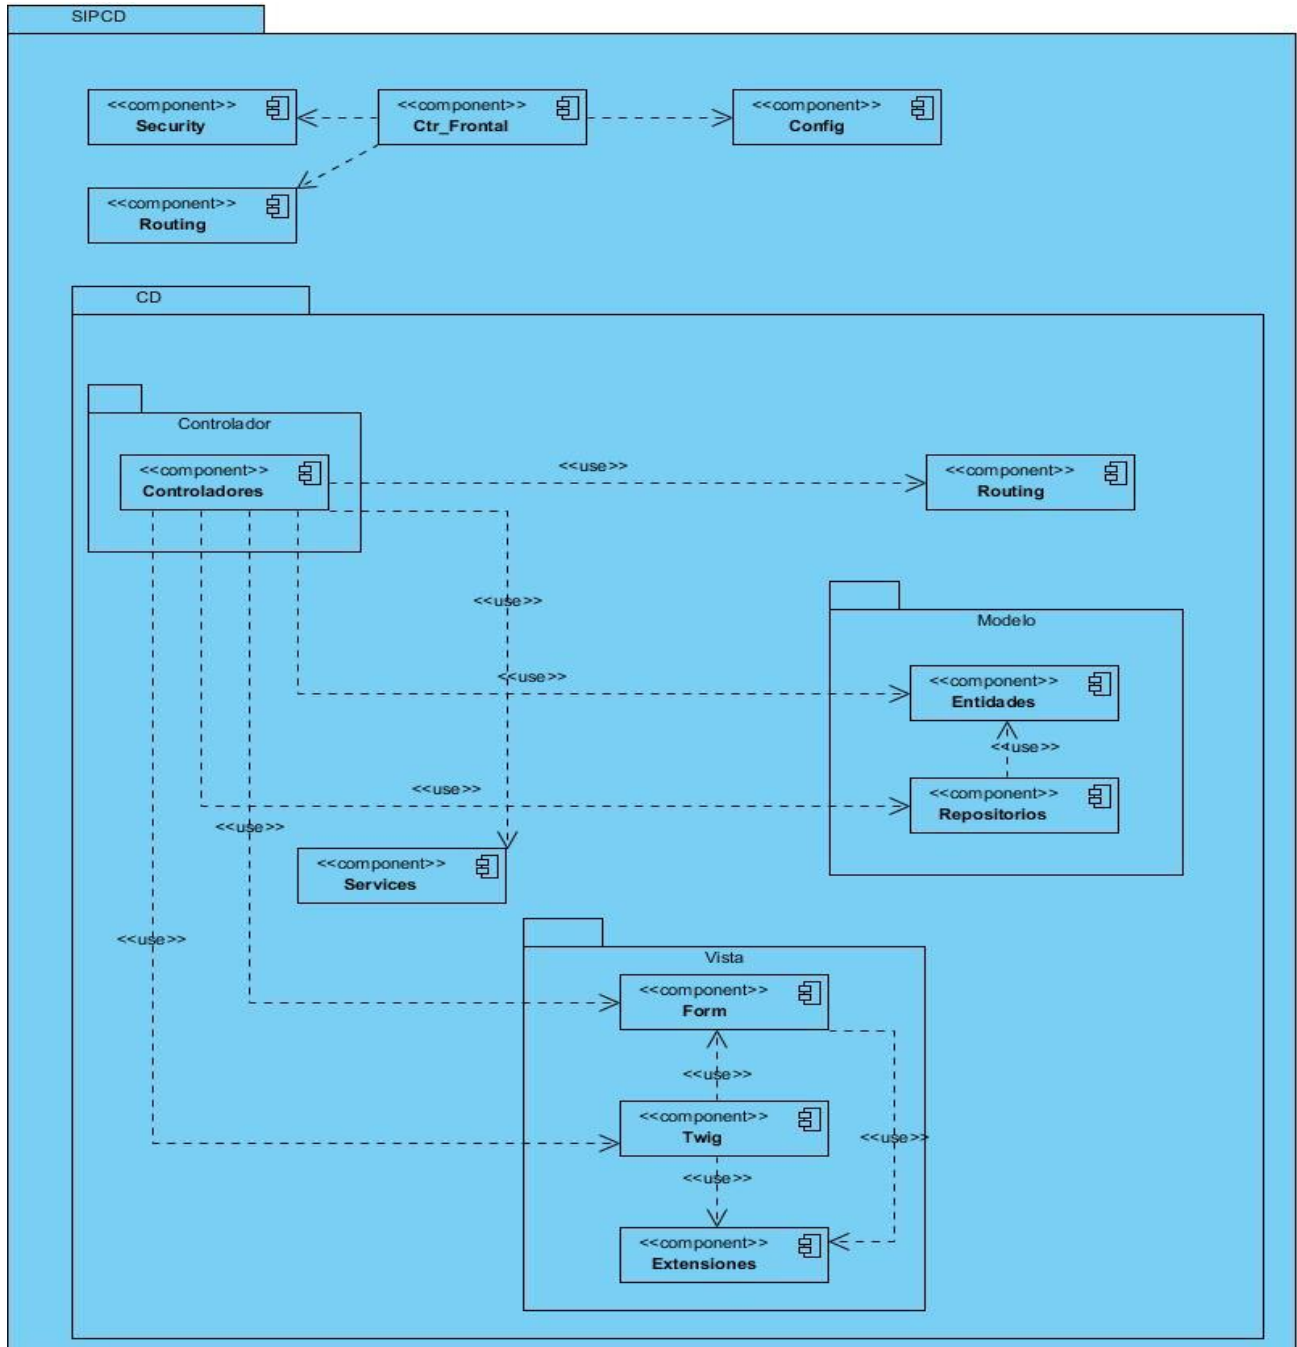 SIPCD
<<component>>
Security
<<component>>
Ctr_Frontal
<<component>>
Config
<<component>>
Routing
CD
Controlador
<<component>>
Controladores
<<use>>
<<component>>
Routing
<<use>>
Modelo
<<use>>
<<component>>
Entidades
<<use>>
<<use>>
<<component>>
Repositorios
<<use>>
<<component>>
Services
<<use>>
Vista
<<component>>
Form
<<use>>
<<component>>
Twig
<<use>>
<<use>>
<<component>>
Extensiones